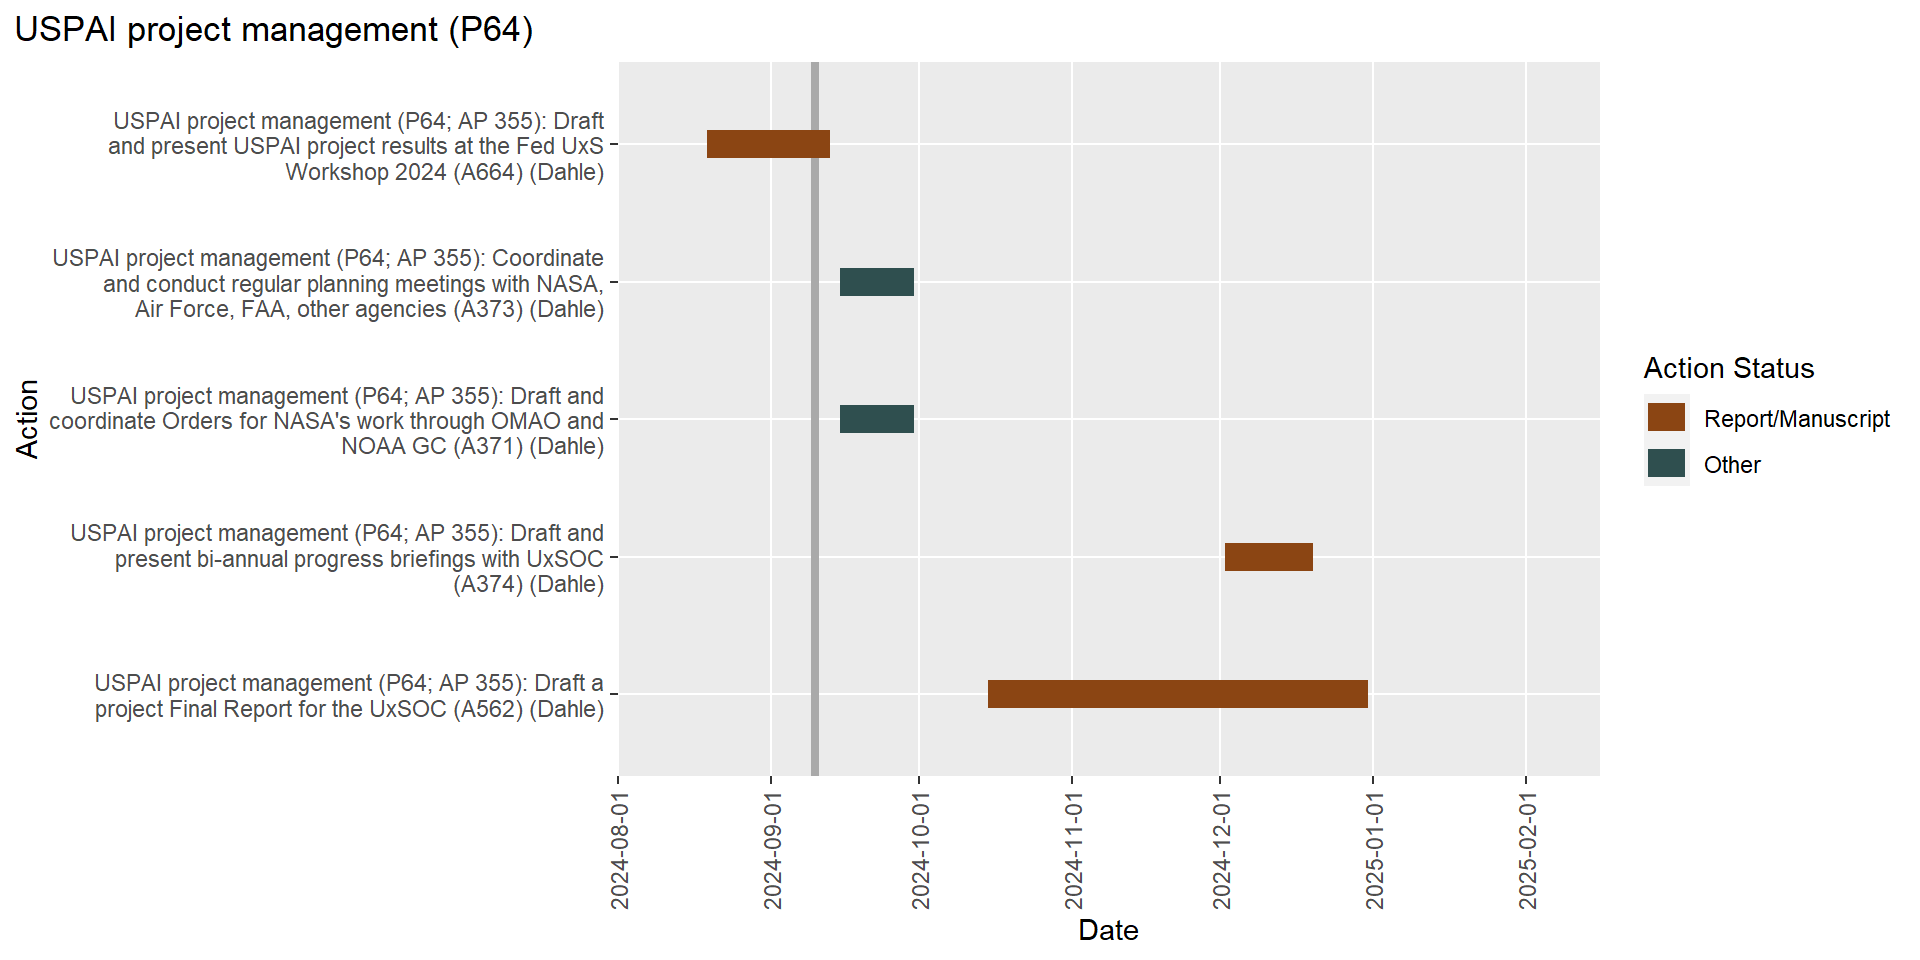 USPAI project management (P64)
USPAI project management (P64; AP 355): Draft
and present USPAI project results at the Fed UxS
Workshop 2024 (A664) (Dahle)
USPAI project management (P64; AP 355): Coordinate
and conduct regular planning meetings with NASA,
Air Force, FAA, other agencies (A373) (Dahle)
USPAI project management (P64; AP 355): Draft and
coordinate Orders for NASA's work through OMAO and
NOAA GC (A371) (Dahle)
USPAI project management (P64; AP 355): Draft and
present bi-annual progress briefings with UxSOC
(A374) (Dahle)
USPAI project management (P64; AP 355): Draft a
project Final Report for the UxSOC (A562) (Dahle)
Action
2024-08-01
2024-09-01
2024-10-01
2024-11-01
2024-12-01
2025-01-01
2025-02-01
Date
Action Status
Report/Manuscript
Other